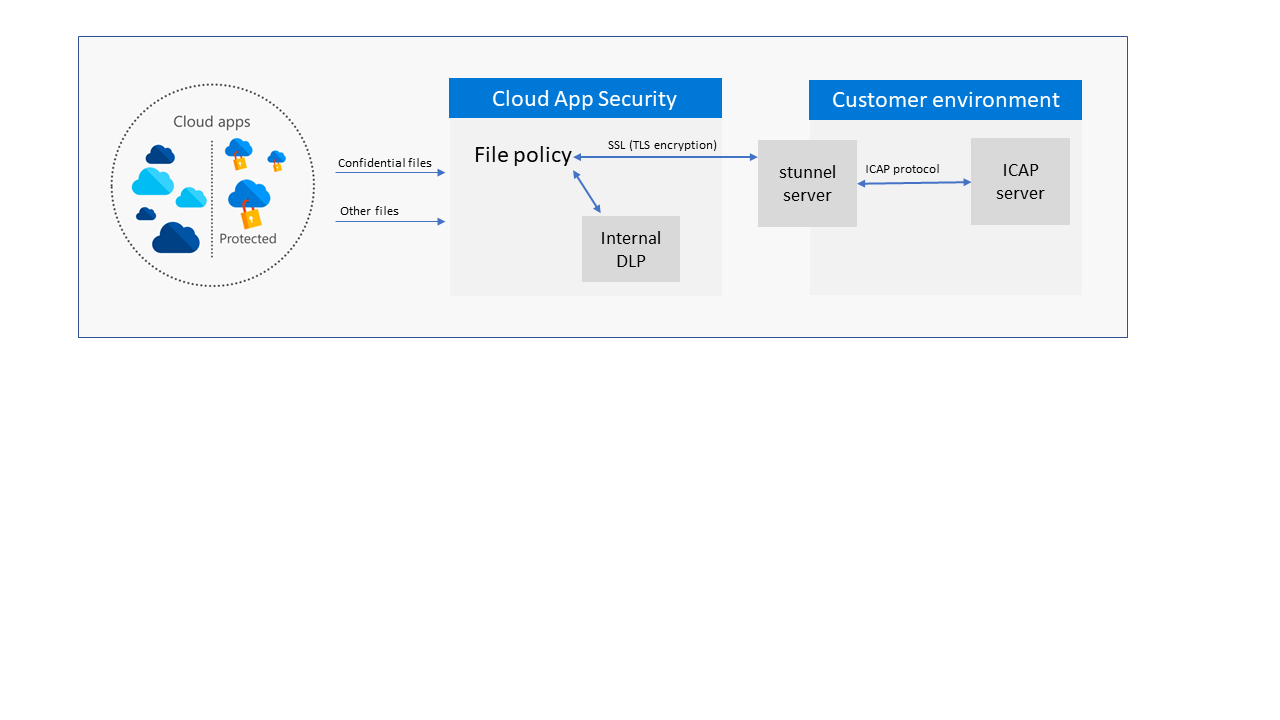 Cloud apps
Protected
Confidential files
Other files
Cloud App Security
File policy
SSL (TLS encryption)
Internal
DLP
Customer environment
stunnel
server
ICAP protocol
ICAP
server